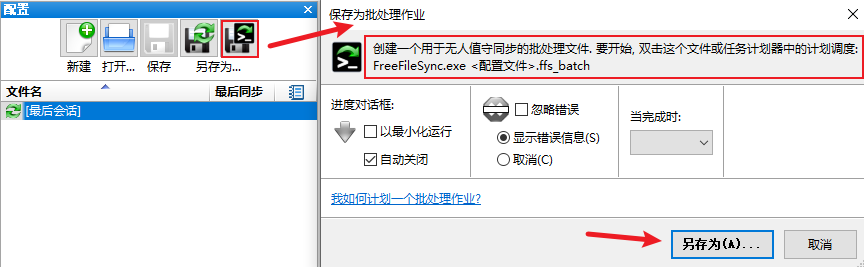 配置
新建 打开... 保存 另存为...
文件名 最后同步
[最后会话]
保存为批处理作业
创建一个用于无人值守同步的批处理文件. 要开始, 双击这个文件或任务计划器中的计划调度:
FreeFileSync.exe <配置文件>.ffs_batch
进度对话框:
以最小化运行
自动关闭
忽略错误
显示错误信息(S)
取消(C)
当完成时:
我如何计划一个批处理作业?
另存为(A)... 取消